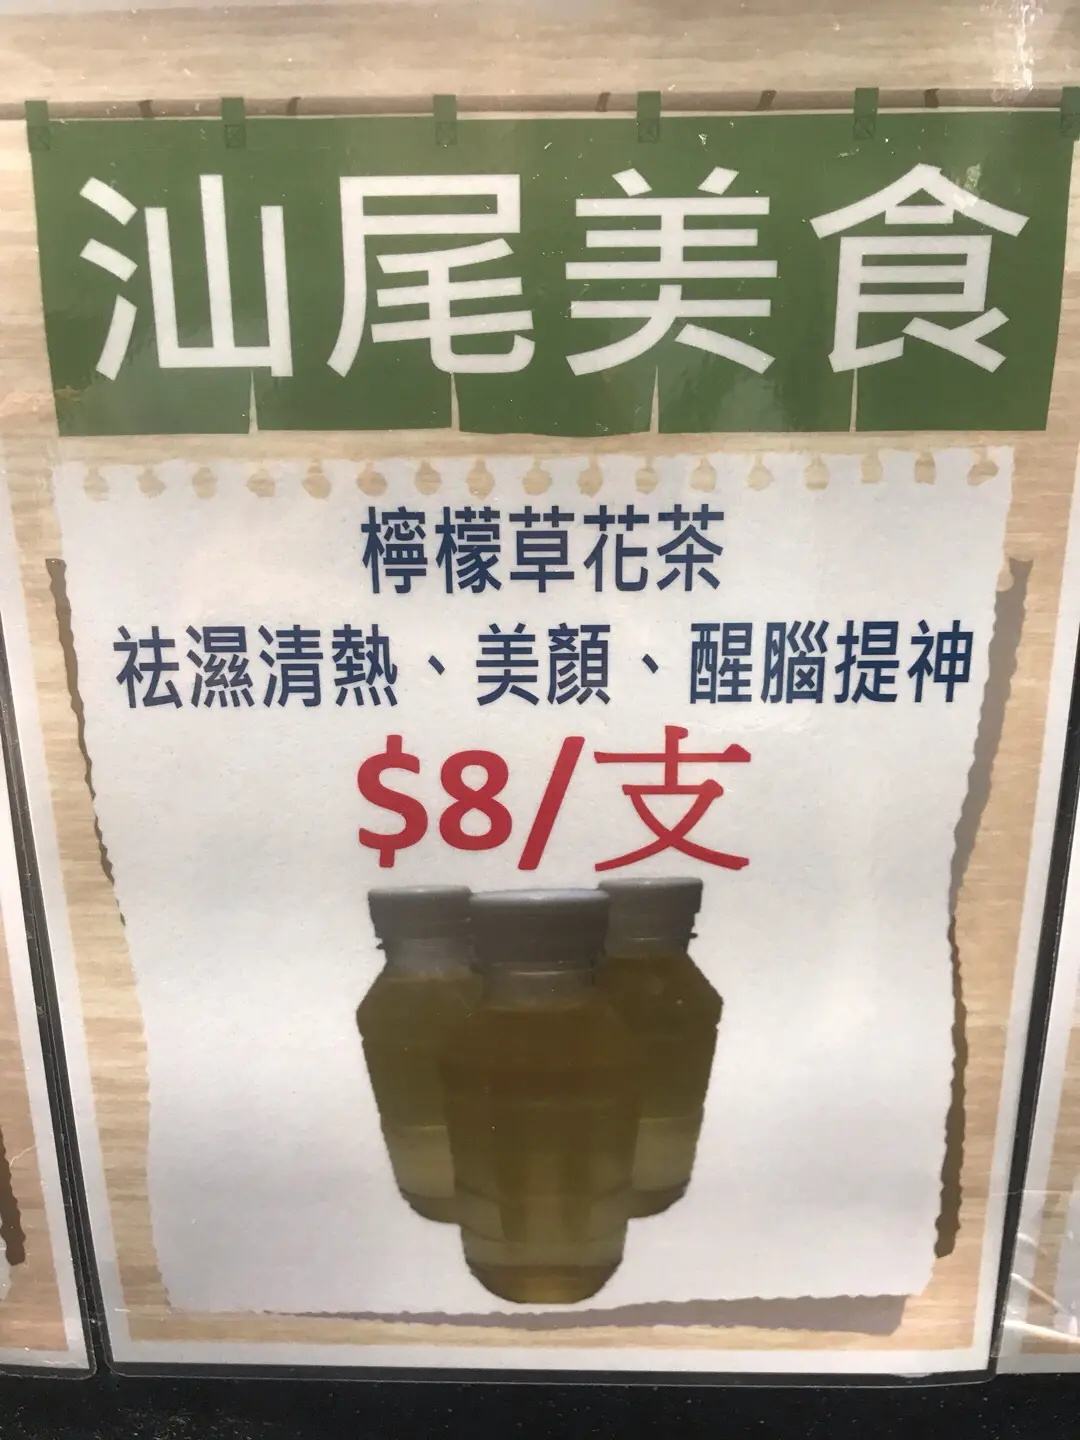 汕尾美食
檸檬草花茶
祛濕清熱、美顏、醒腦提神
$8/支